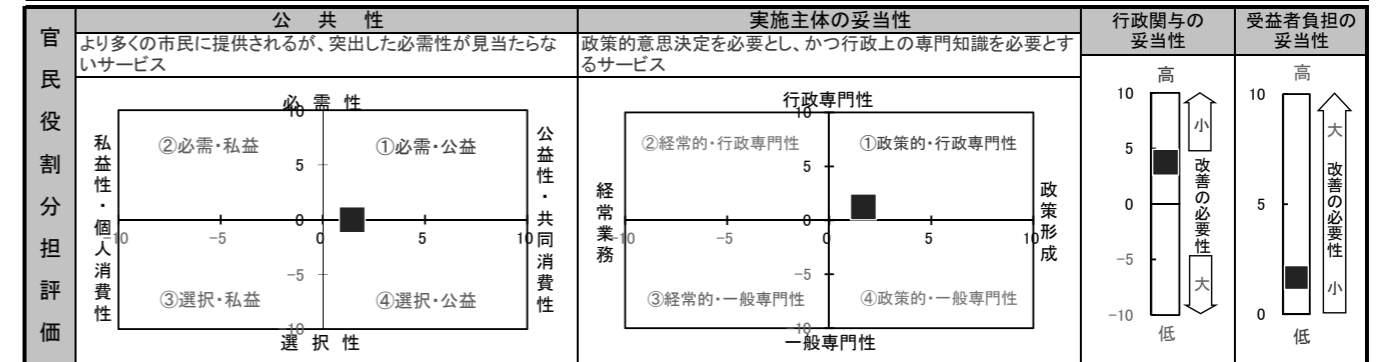 官民役割分担評価
公 共 性
より多くの市民に提供されるが、突出した必需性が見当たらな
いサービス
必 需 性
私益性・個人消費性
公益性・共同消費性
②必需・私益
①必需・公益
③選択・私益
④選択・公益
10
5
0
-5
-10
-10
-5
0
5
10
選 択 性
実施主体の妥当性
政策的意思決定を必要とし、かつ行政上の専門知識を必要とす
るサービス
行政専門性
経常業務
政策形成
②経常的・行政専門性
①政策的・行政専門性
③経常的・一般専門性
④政策的・一般専門性
10
5
0
-5
-10
-10
-5
0
5
10
一般専門性
行政関与の
妥当性
高
10
5
0
-5
-10
小
改善の必要性
大
低
受益者負担の
妥当性
高
10
5
0
大
改善の必要性
小
低